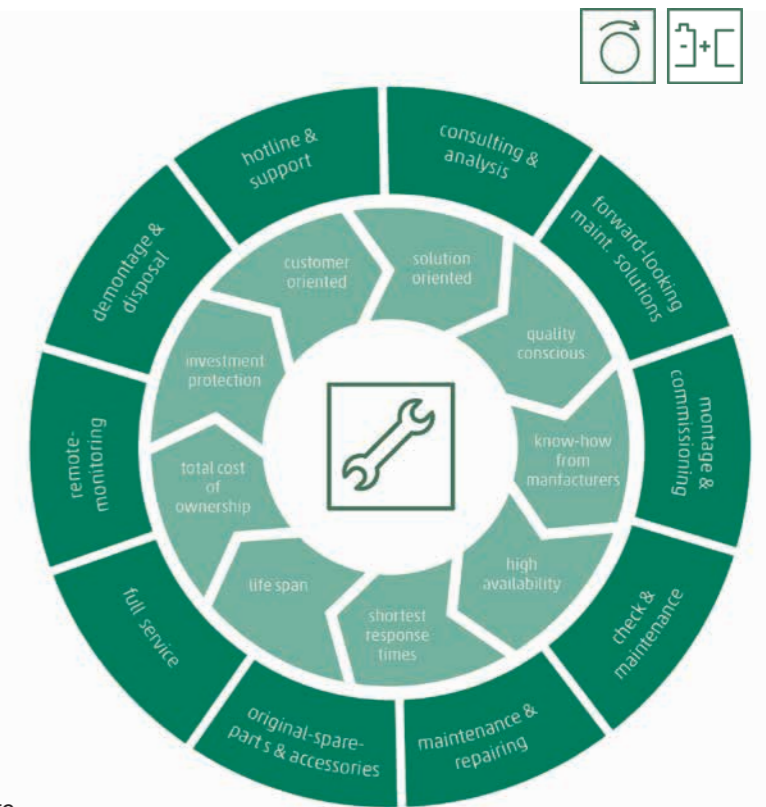 hotline &
support
consulting &
analysis
forward-looking
maint. solutions
montage &
commissioning
check &
maintenance
maintenance &
repairing
original-spare-
parts & accessories
full service
remote-
monitoring
demontage &
disposal
customer
oriented
solution
oriented
quality
conscious
know-how
from
manfacturers
high
availability
shortest
response
times
life span
total cost
of
ownership
investment
protection